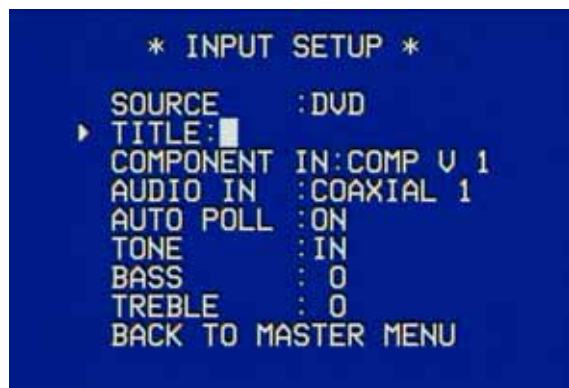 * INPUT SETUP *
SOURCE :DVD
TITLE:
COMPONENT IN:COMP V 1
AUDIO IN :COAXIAL 1
AUTO POLL :ON
TONE :IN
BASS : 0
TREBLE : 0
BACK TO MASTER MENU